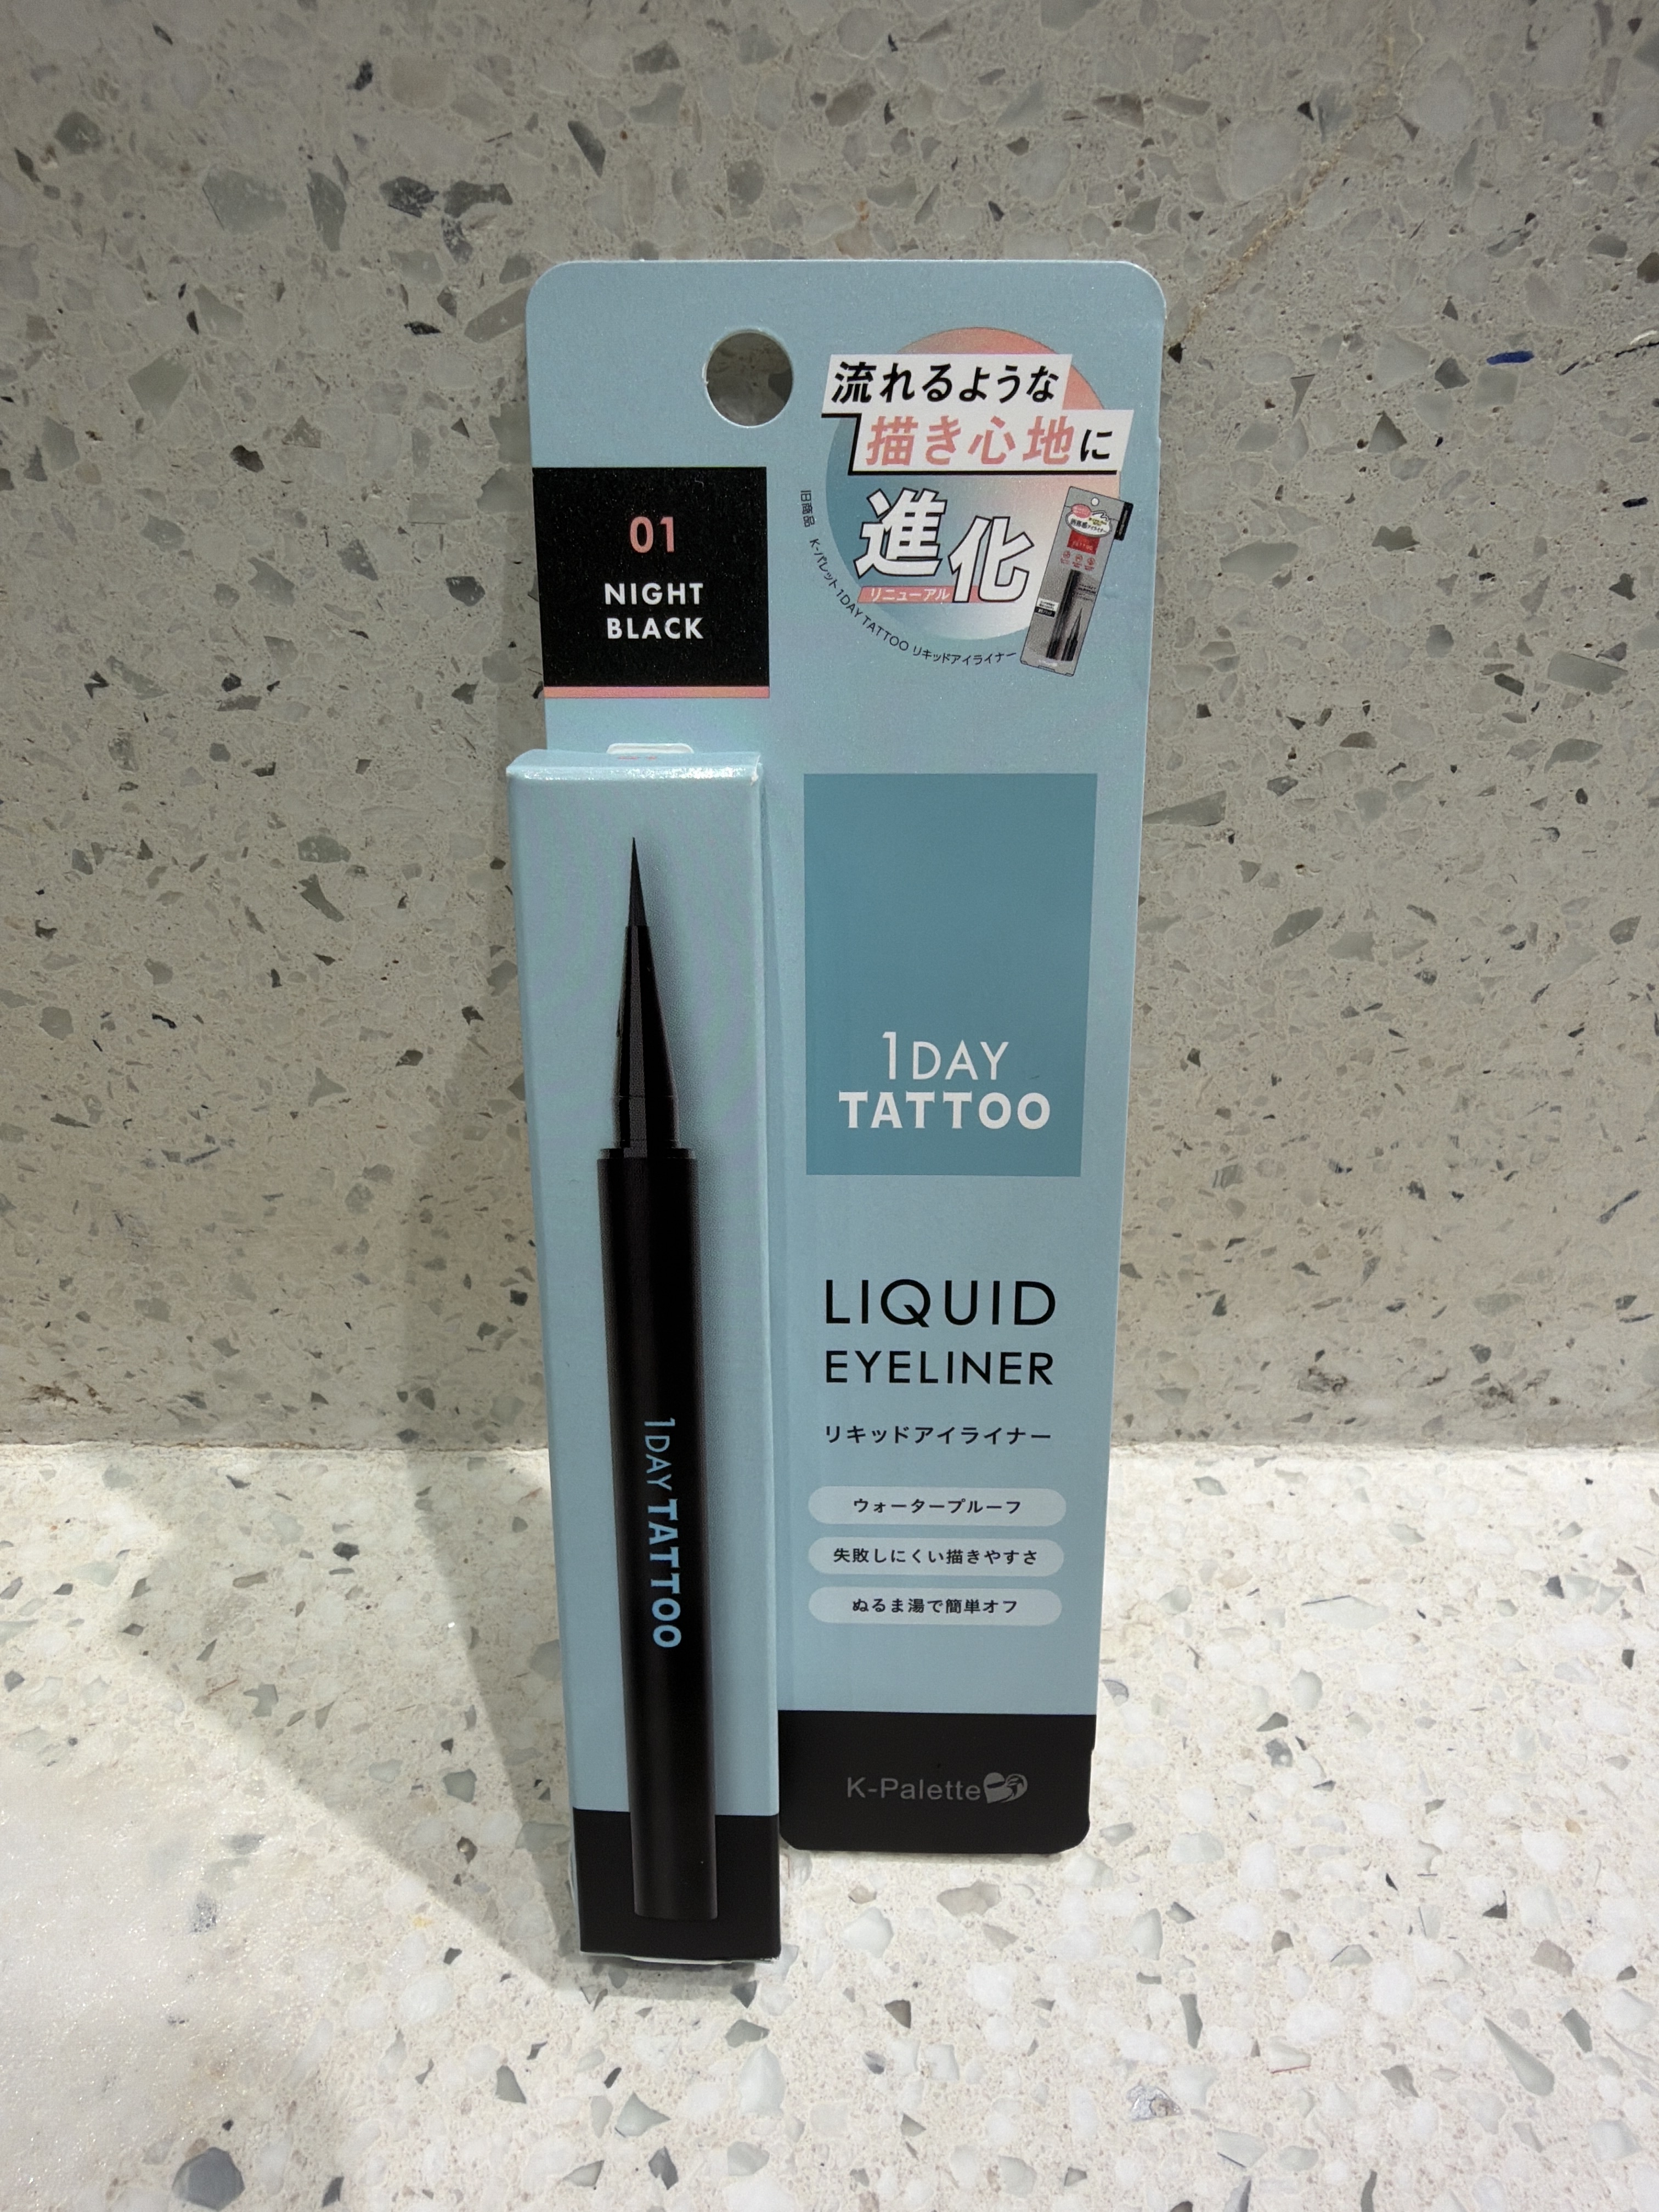 流れるような
描き心地に
進化
リニューアル
旧商品 K-パレット 1DAY TATTOO リキッドアイライナー
01
NIGHT
BLACK
1DAY
TATTOO
LIQUID
EYELINER
リキッドアイライナー
ウォータープルーフ
失敗しにくい描きやすさ
ぬるま湯で簡単オフ
1DAY TATTOO
K-Palette